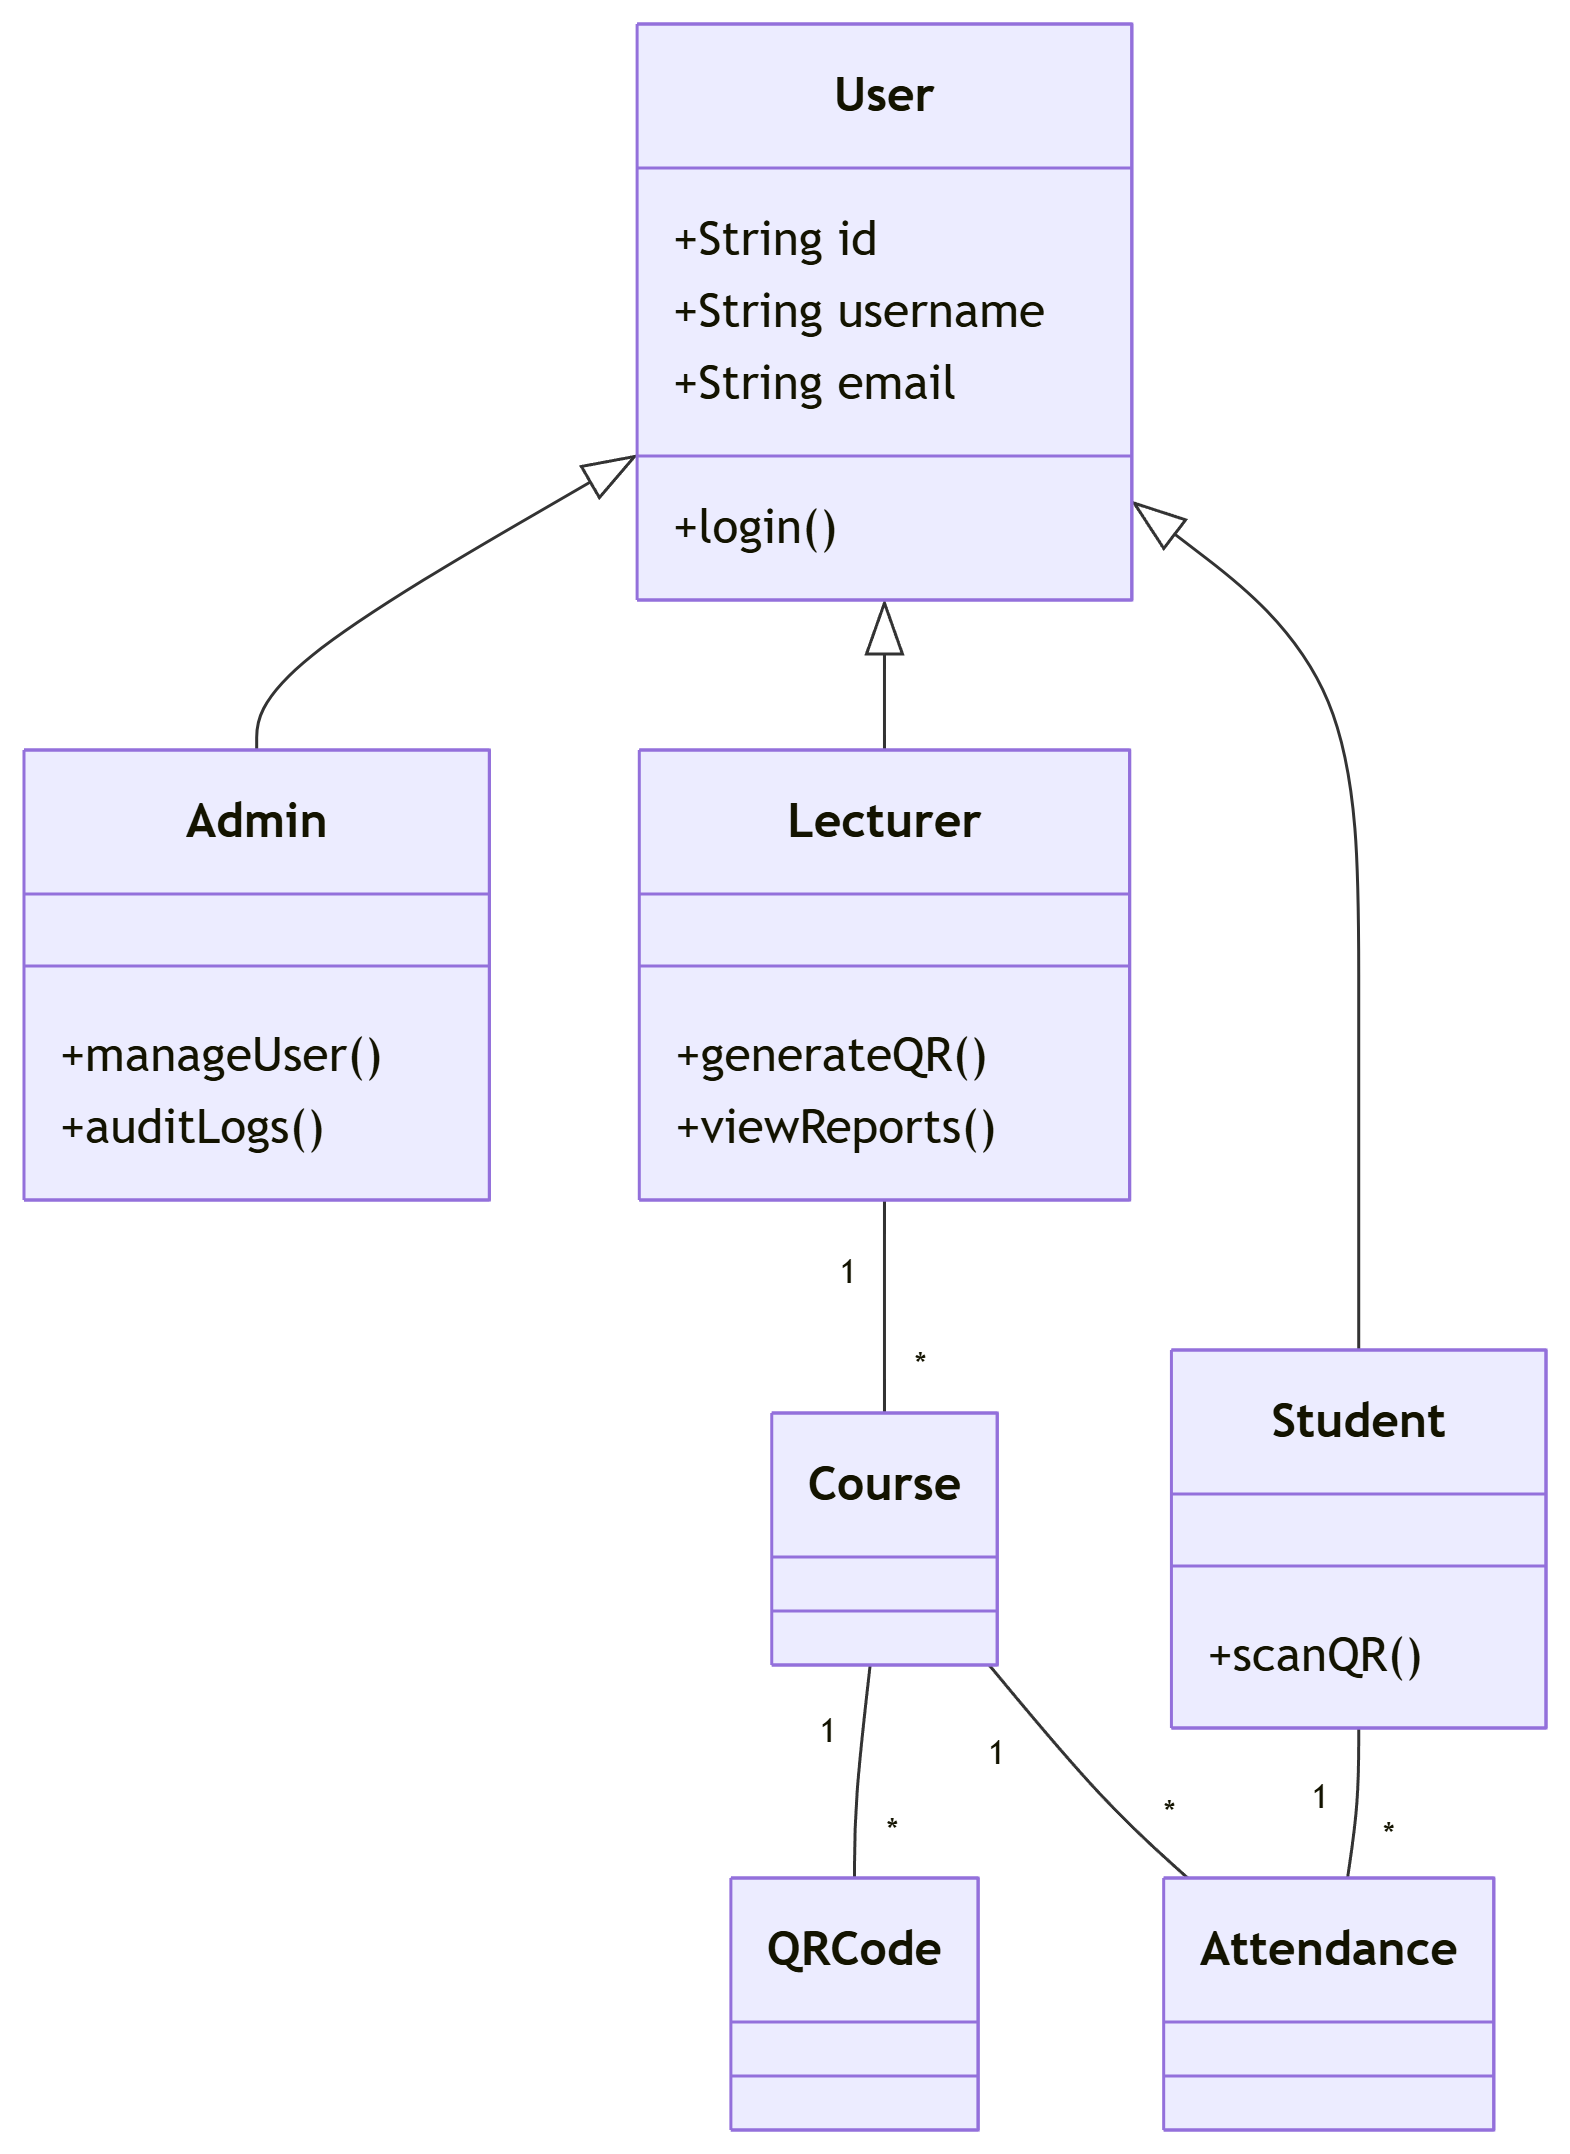 User
+String id
+String username
+String email
+login()
Admin
+manageUser()
+auditLogs()
Lecturer
+generateQR()
+viewReports()
1
*
Course
Student
+scanQR()
1
*
1
*
1
*
QRCode
Attendance